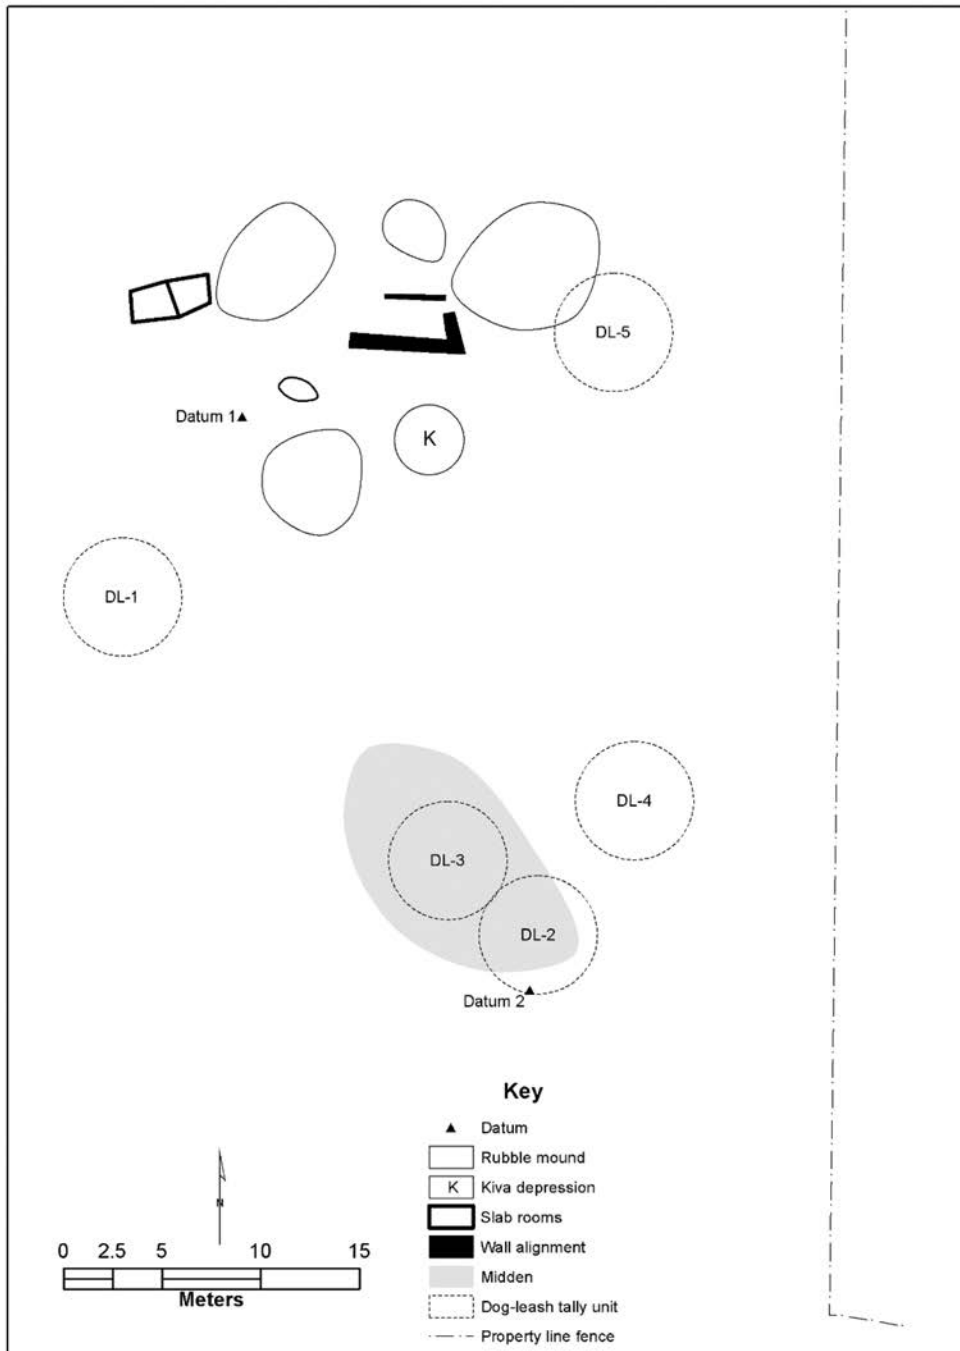 DL-5
Datum 1
K
DL-1
DL-4
DL-3
DL-2
Datum 2
Key
Datum
Rubble mound
K Kiva depression
Slab rooms
Wall alignment
Midden
Dog-leash tally unit
Property line fence
N
0 2.5 5 10 15
Meters